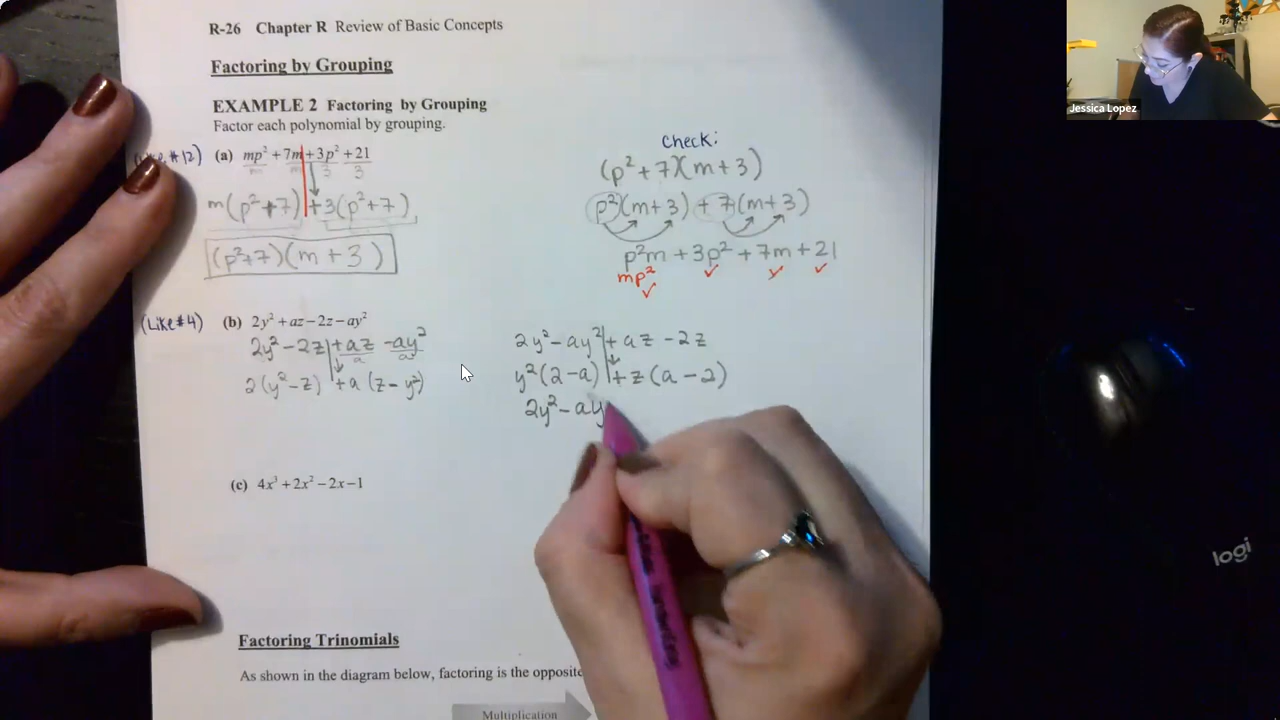 R-26 Chapter R Review of Basic Concepts
Factoring by Grouping
EXAMPLE 2 Factoring by Grouping
Factor each polynomial by grouping.
#12) (a) mp² + 7m + 3p² + 21
m m 3 3
m(p² + 7) + 3(p² + 7)
(p²+7)(m + 3)
Check:
(p² + 7)(m + 3)
p²(m + 3) + 7(m + 3)
p²m + 3p² + 7m + 21
mp²
(Like #4) (b) 2y² + az − 2z − ay²
2y² − 2z + az − ay²
a a
2(y² − z) + a(z − y²)
2y² − ay² + az − 2z
y²(2 − a) + z(a − 2)
2y² − ay
(c) 4x³ + 2x² − 2x − 1
Factoring Trinomials
As shown in the diagram below, factoring is the opposite
Multiplication
Jessica Lopez
logi